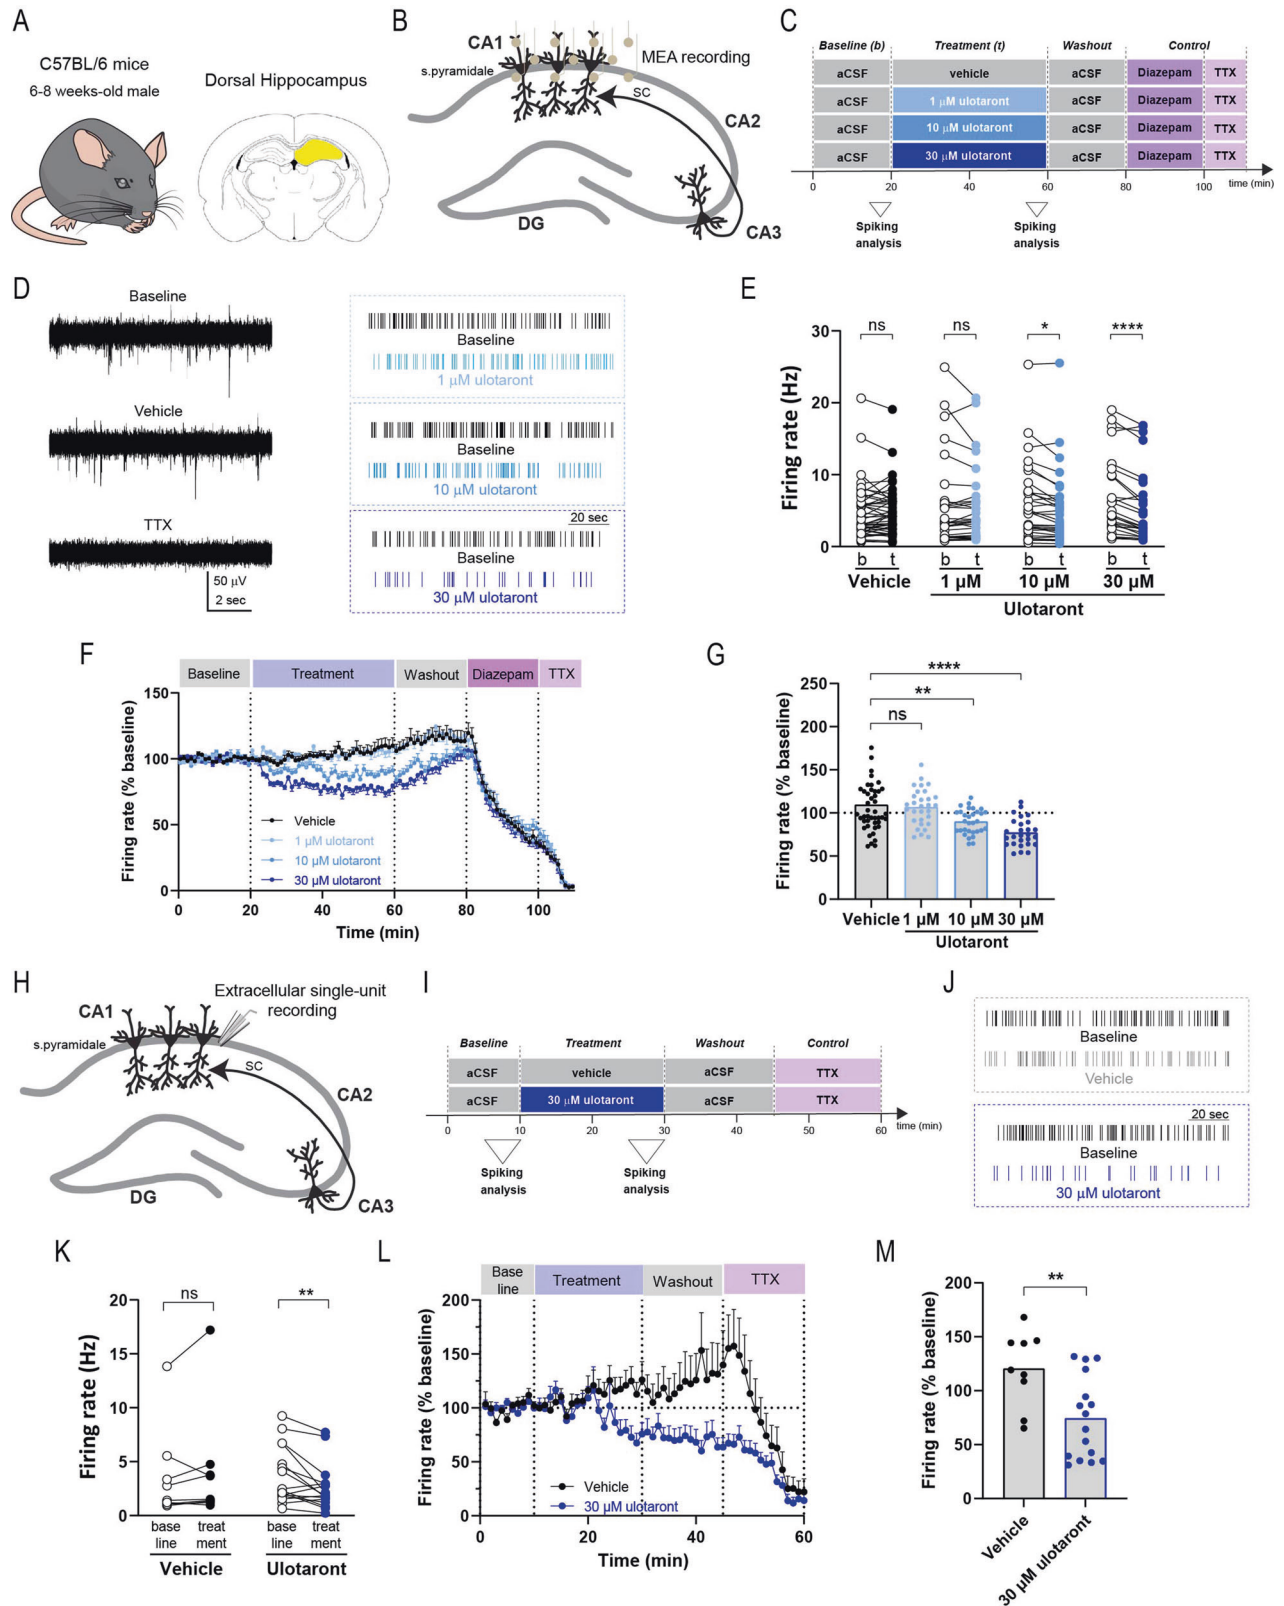 A
C57BL/6 mice
6-8 weeks-old male
Dorsal Hippocampus
B
CA1
s.pyramidale
MEA recording
SC
CA2
DG
CA3
C
Baseline (b) Treatment (t) Washout Control
aCSF vehicle aCSF Diazepam TTX
aCSF 1 μM ulotaront aCSF Diazepam TTX
aCSF 10 μM ulotaront aCSF Diazepam TTX
aCSF 30 μM ulotaront aCSF Diazepam TTX
0 20 40 60 80 100 time (min)
Spiking analysis
Spiking analysis
D
Baseline
Vehicle
TTX
50 μV
2 sec
Baseline
1 μM ulotaront
Baseline
10 μM ulotaront
20 sec
Baseline
30 μM ulotaront
E
Firing rate (Hz)
30
20
10
0
ns ns * ****
b t b t b t b t
Vehicle 1 μM 10 μM 30 μM
Ulotaront
F
Baseline Treatment Washout Diazepam TTX
Firing rate (% baseline)
150
100
50
0
Vehicle
1 μM ulotaront
10 μM ulotaront
30 μM ulotaront
0 20 40 60 80 100
Time (min)
G
Firing rate (% baseline)
250
200
150
100
50
0
****
**
ns
Vehicle 1 μM 10 μM 30 μM
Ulotaront
H
Extracellular single-unit
recording
CA1
s.pyramidale
SC
CA2
DG
CA3
I
Baseline Treatment Washout Control
aCSF vehicle aCSF TTX
aCSF 30 μM ulotaront aCSF TTX
0 10 20 30 40 50 60 time (min)
Spiking analysis
Spiking analysis
J
Baseline
Vehicle
20 sec
Baseline
30 μM ulotaront
K
Firing rate (Hz)
20
15
10
5
0
ns **
base line treat ment base line treat ment
Vehicle Ulotaront
L
Base line Treatment Washout TTX
Firing rate (% baseline)
200
150
100
50
0
Vehicle
30 μM ulotaront
0 20 40 60
Time (min)
M
Firing rate (% baseline)
200
150
100
50
0
**
Vehicle
30 μM ulotaront